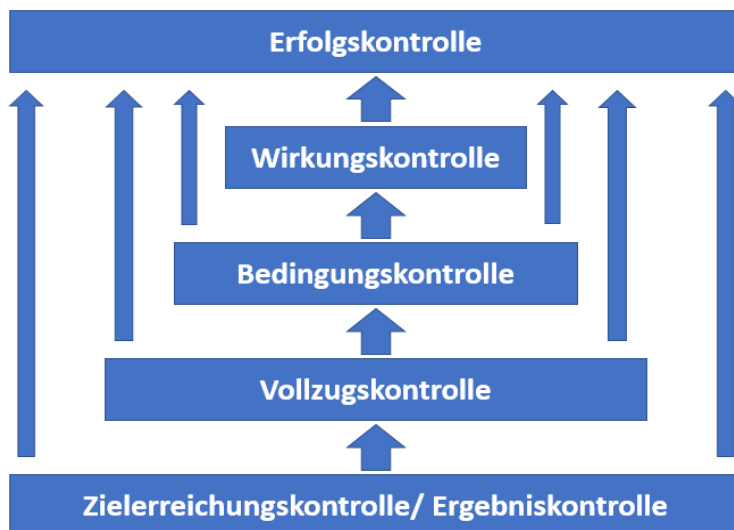 Erfolgskontrolle
Wirkungskontrolle
Bedingungskontrolle
Vollzugskontrolle
Zielerreichungskontrolle/ Ergebniskontrolle